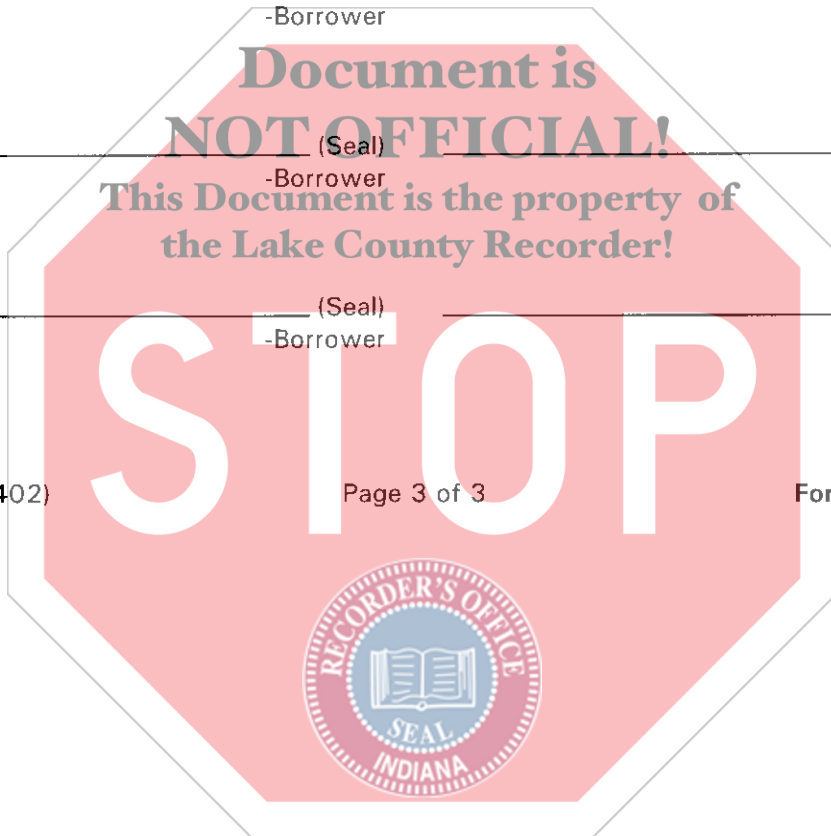 -Borrower
Document is
NOT OFFICIAL!
(Seal)
-Borrower
This Document is the property of
the Lake County Recorder!
(Seal)
-Borrower
STOP
402) Page 3 of 3 For
RECORDER'S OFFICE
SEAL
INDIANA